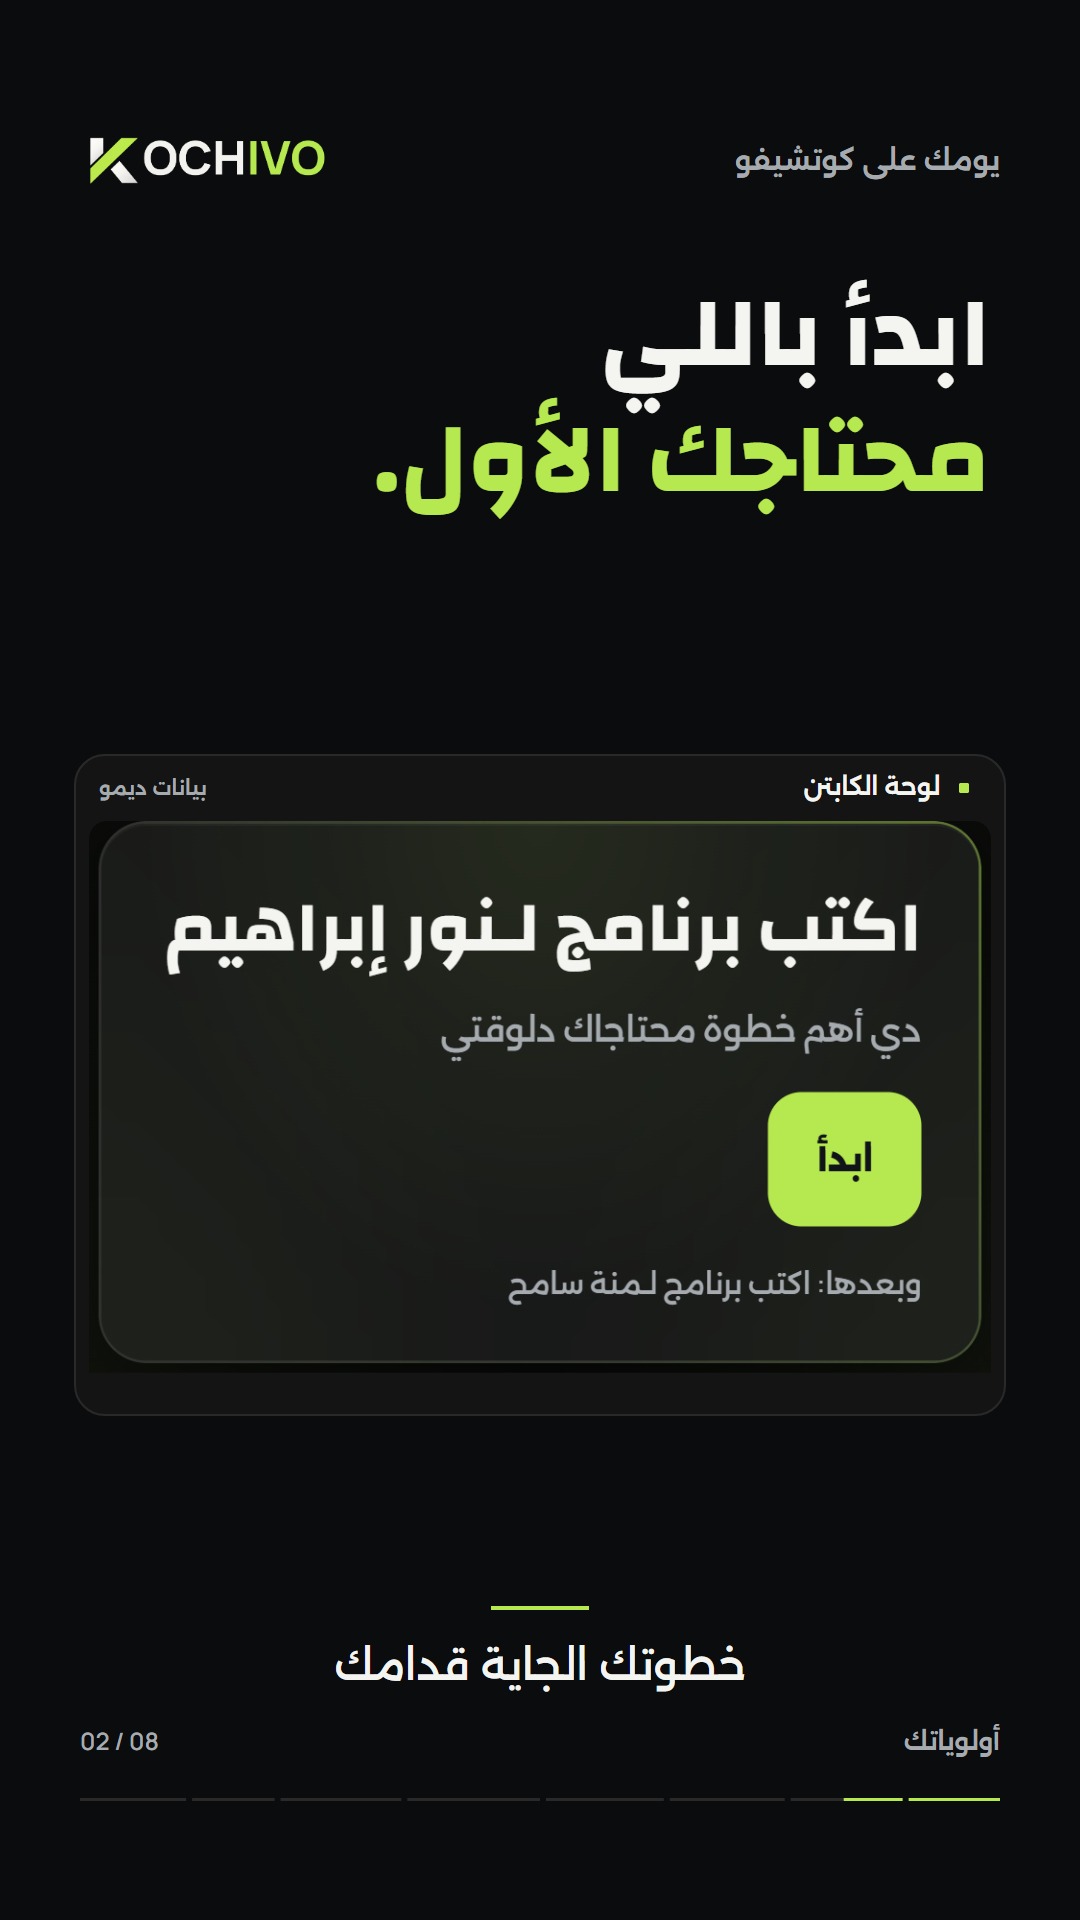 يومك على كوتشيفو
KOCHIVO
ابدأ باللي
محتاجك الأول.
لوحة الكابتن
بيانات ديمو
اكتب برنامج لـنور إبراهيم
دي أهم خطوة محتاجاك دلوقتي
ابدأ
وبعدها: اكتب برنامج لـمنة سامح
خطوتك الجاية قدامك
أولوياتك
02 / 08